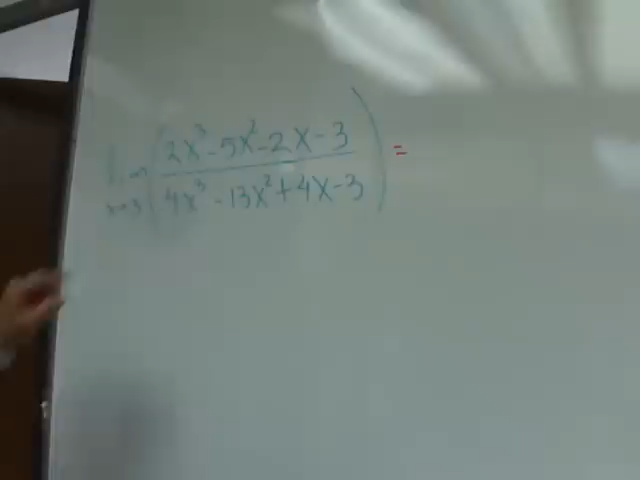 lim (2x³-5x²-2x-3 / 4x³-13x²+4x-3) =
x→3